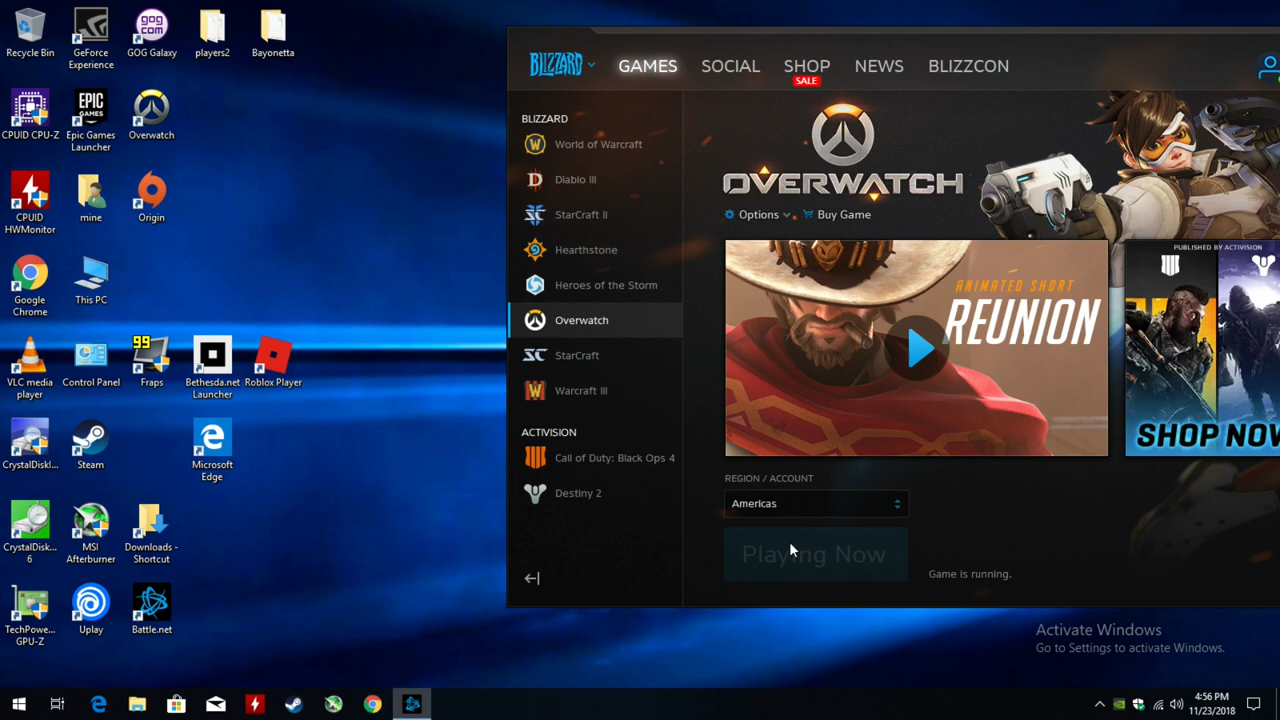 Recycle Bin
GeForce
Experience
GOG
COM
GOG Galaxy
players2
Bayonetta
CPUID CPU-Z
EPIC
GAMES
Epic Games
Launcher
Overwatch
CPUID
HWMonitor
mine
Origin
Google
Chrome
This PC
VLC media
player
Control Panel
99
Fraps
Bethesda.net
Launcher
Roblox Player
CrystalDiskI...
Steam
Microsoft
Edge
CrystalDisk...
6
MSI
Afterburner
Downloads -
Shortcut
TechPowe...
GPU-Z
Uplay
Battle.net
BLIZZARD
GAMES
SOCIAL
SHOP
SALE
NEWS
BLIZZCON
BLIZZARD
World of Warcraft
Diablo III
StarCraft II
Hearthstone
Heroes of the Storm
Overwatch
StarCraft
Warcraft III
ACTIVISION
Call of Duty: Black Ops 4
Destiny 2
OVERWATCH
Options
Buy Game
ANIMATED SHORT
REUNION
PUBLISHED BY ACTIVISION
SHOP NOW
REGION / ACCOUNT
Americas
Playing Now
Game is running.
Activate Windows
Go to Settings to activate Windows.
4:56 PM
11/23/2018